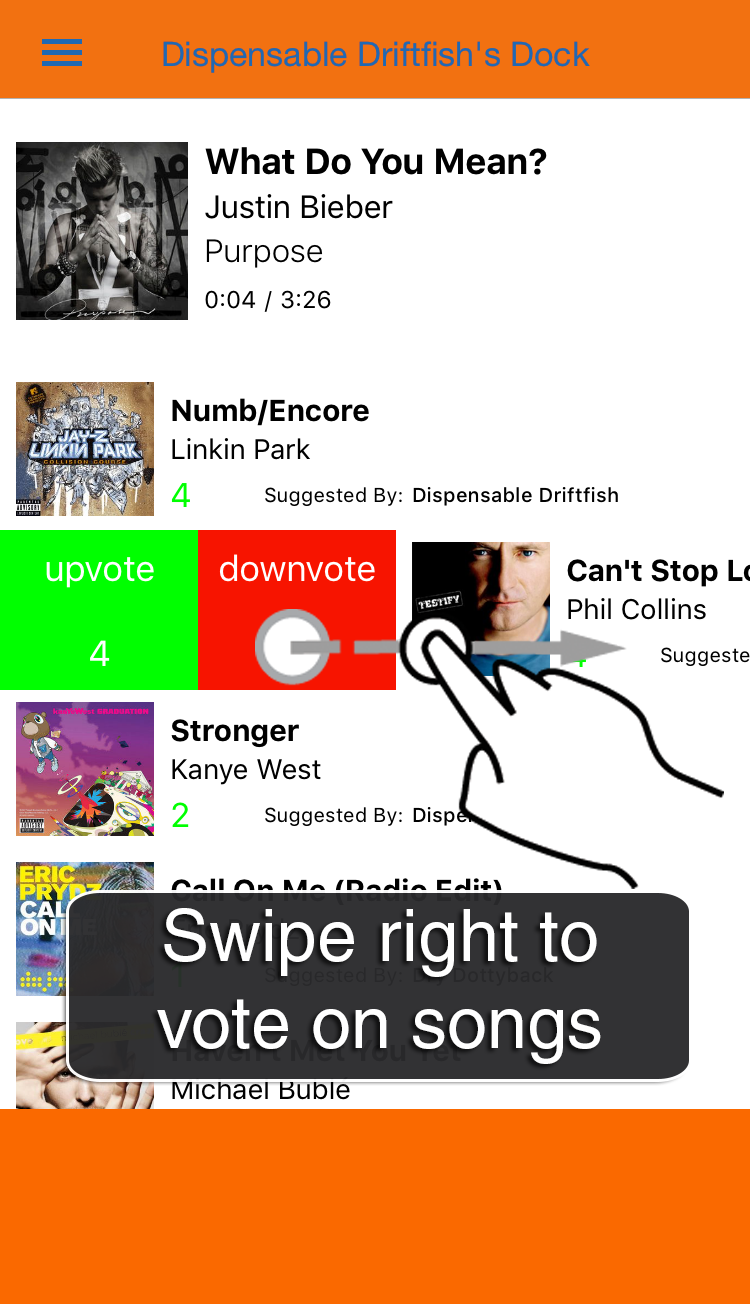 Dispensable Driftfish's Dock
What Do You Mean?
Justin Bieber
Purpose
0:04 / 3:26
Numb/Encore
Linkin Park
4
Suggested By: Dispensable Driftfish
JAY-Z
LINKIN PARK
COLLISION COURSE
upvote
4
downvote
TESTIFY
Can't Stop Lo
Phil Collins
Suggeste
Stronger
Kanye West
2
Suggested By: Dispe
ERIC
PRYDZ
CAL
ON ME
Call On Me (Radio Edit)
Suggested By:
Dottyback
Swipe right to
vote on songs
Haven't Met You Yet
Michael Buble